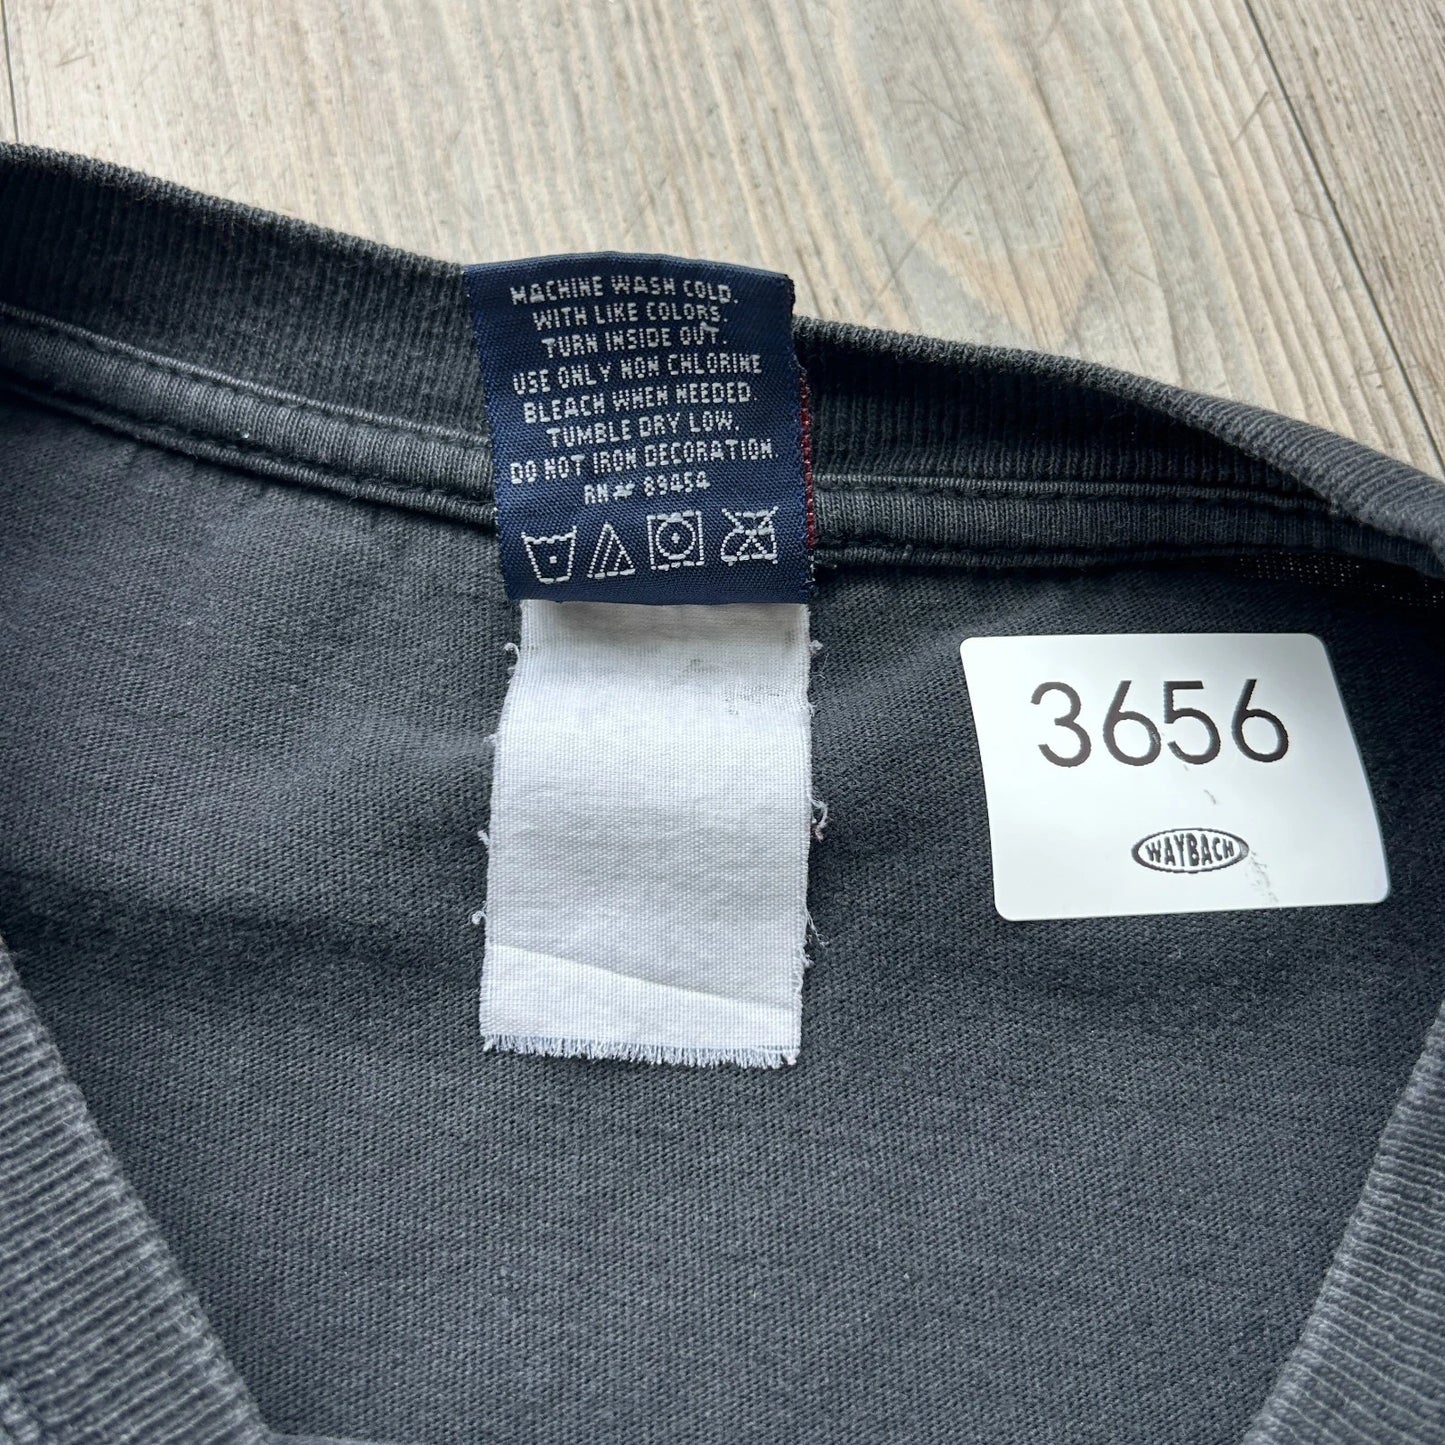 MACHINE WASH COLD.
WITH LIKE COLORS.
TURN INSIDE OUT.
USE ONLY NON CHLORINE
BLEACH WHEN NEEDED.
TUMBLE DRY LOW.
DO NOT IRON DECORATION.
RN# 89454
3656
WAYBACH